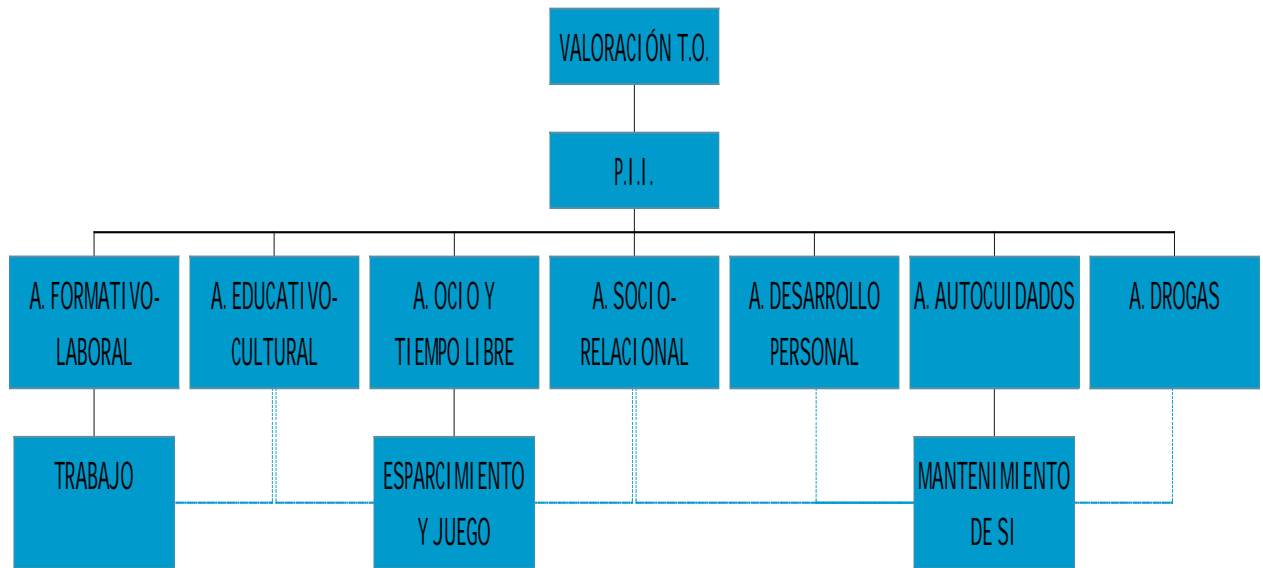 VALORACIÓN T.O.
P.I.I.
A. FORMATIVO-
LABORAL
A. EDUCATIVO-
CULTURAL
A. OCIO Y
TIEMPO LIBRE
A. SOCIO-
RELACIONAL
A. DESARROLLO
PERSONAL
A. AUTOCUIDADOS
A. DROGAS
TRABAJO
ESPARCIMIENTO
Y JUEGO
MANTENIMIENTO
DE SI